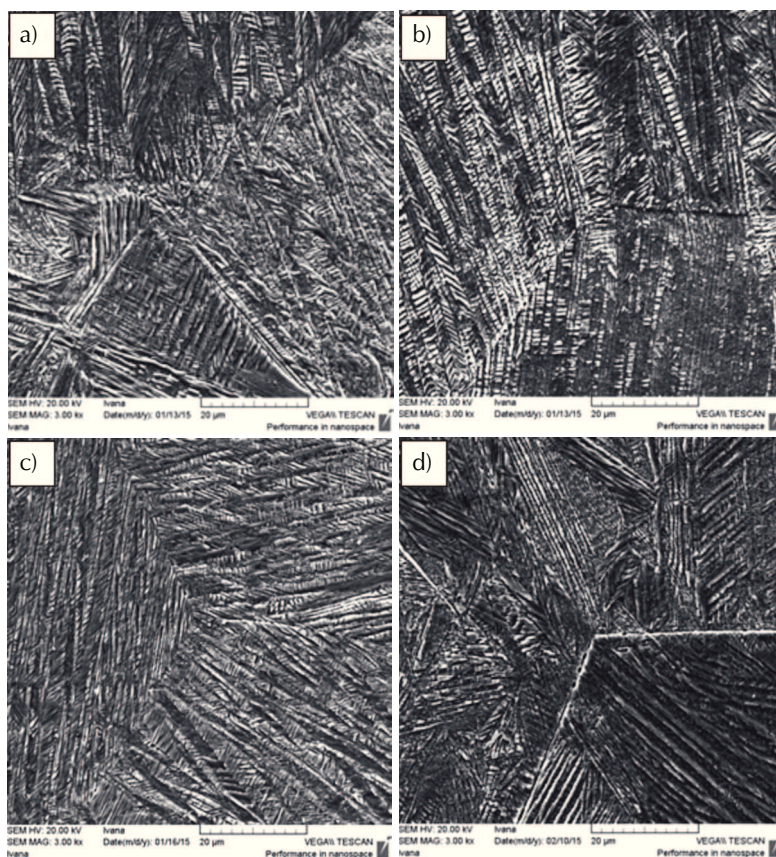 a)
SEM HV: 20.00 kV Ivana
SEM MAG: 3.00 kx Date(m/d/y): 01/13/15 20 µm VEGA\\ TESCAN
Ivana Performance in nanospace
b)
SEM HV: 20.00 kV Ivana
SEM MAG: 3.00 kx Date(m/d/y): 01/13/15 20 µm VEGA\\ TESCAN
Ivana Performance in nanospace
c)
SEM HV: 20.00 kV Ivana
SEM MAG: 3.00 kx Date(m/d/y): 01/16/15 20 µm VEGA\\ TESCAN
Ivana Performance in nanospace
d)
SEM HV: 20.00 kV Ivana
SEM MAG: 3.00 kx Date(m/d/y): 02/10/15 20 µm VEGA\\ TESCAN
Ivana Performance in nanospace